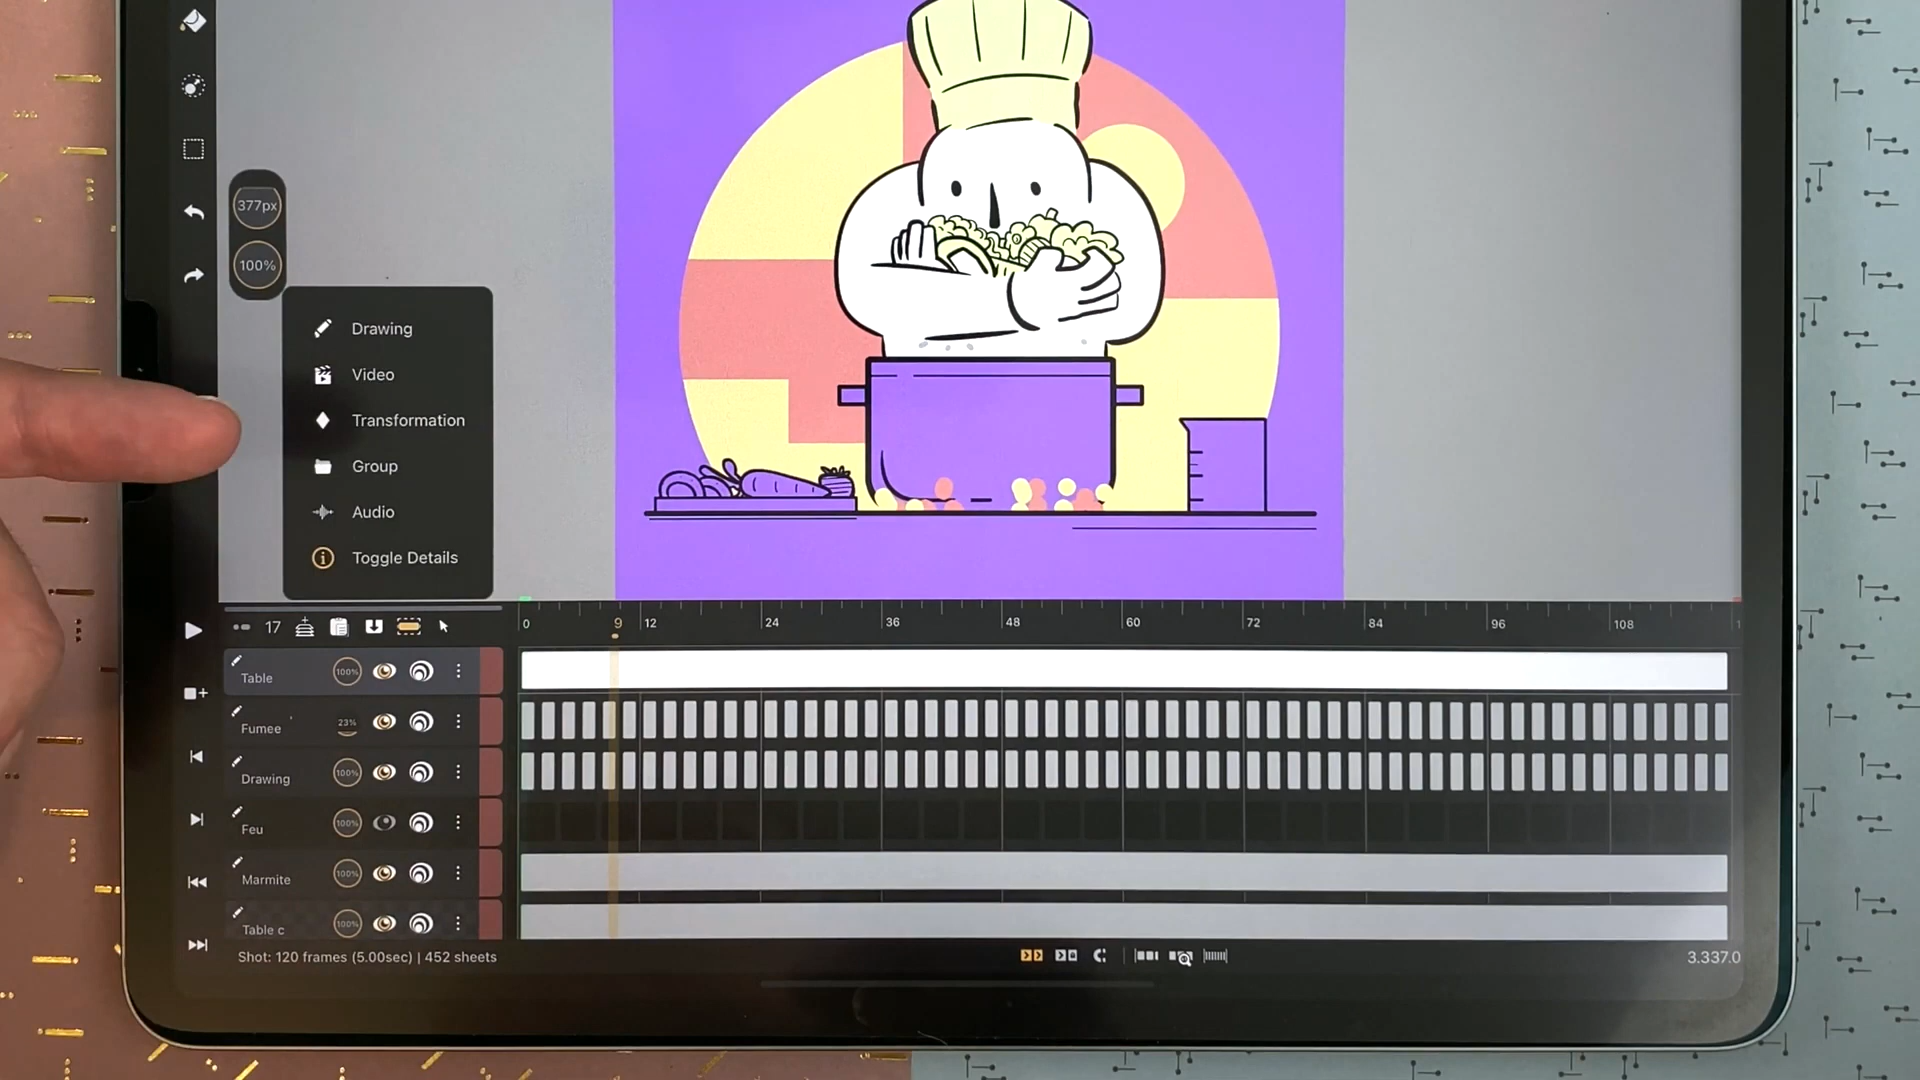 377px
100%
Drawing
Video
Transformation
Group
Audio
Toggle Details
17
0 9 12 24 36 48 60 72 84 96 108
Table 100%
Fumee 23%
Drawing 100%
Feu 100%
Marmite 100%
Table c 100%
Shot: 120 frames (5.00sec) | 452 sheets
3.337.0